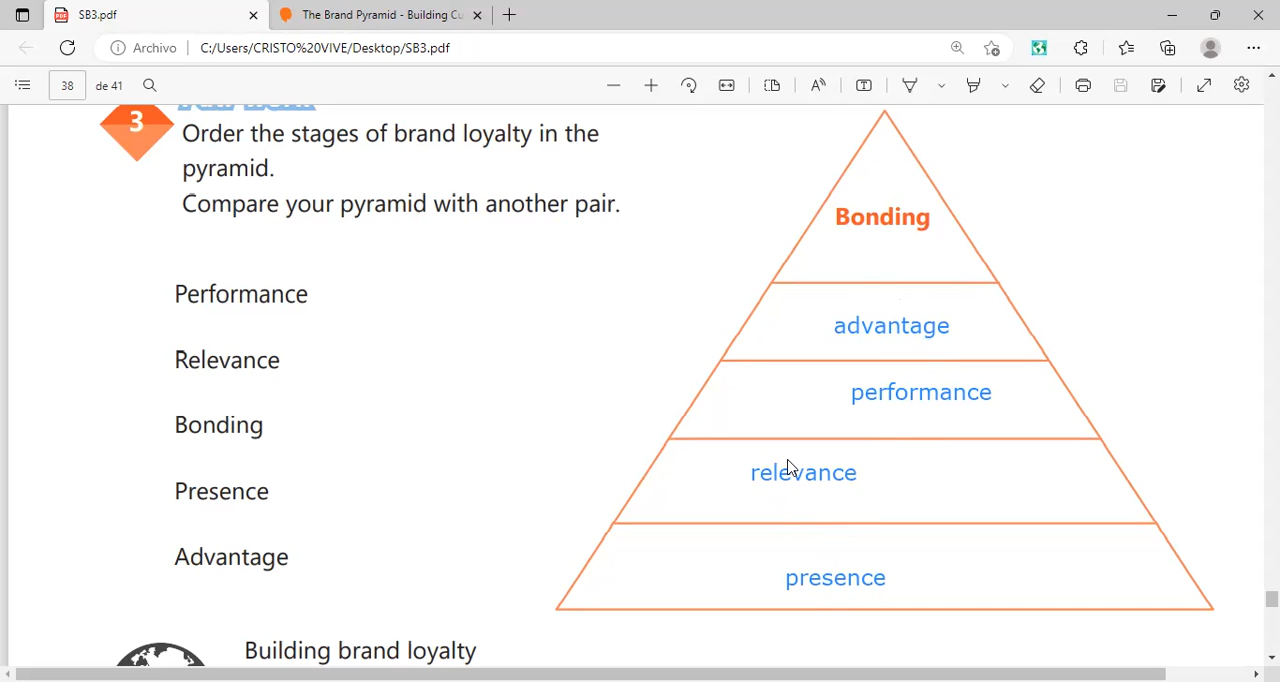 SB3.pdf
The Brand Pyramid - Building Cu
Archivo
C:/Users/CRISTO%20VIVE/Desktop/SB3.pdf
38
de 41
3
Order the stages of brand loyalty in the
pyramid.
Compare your pyramid with another pair.
Performance
Relevance
Bonding
Presence
Advantage
Bonding
advantage
performance
relevance
presence
Building brand loyalty